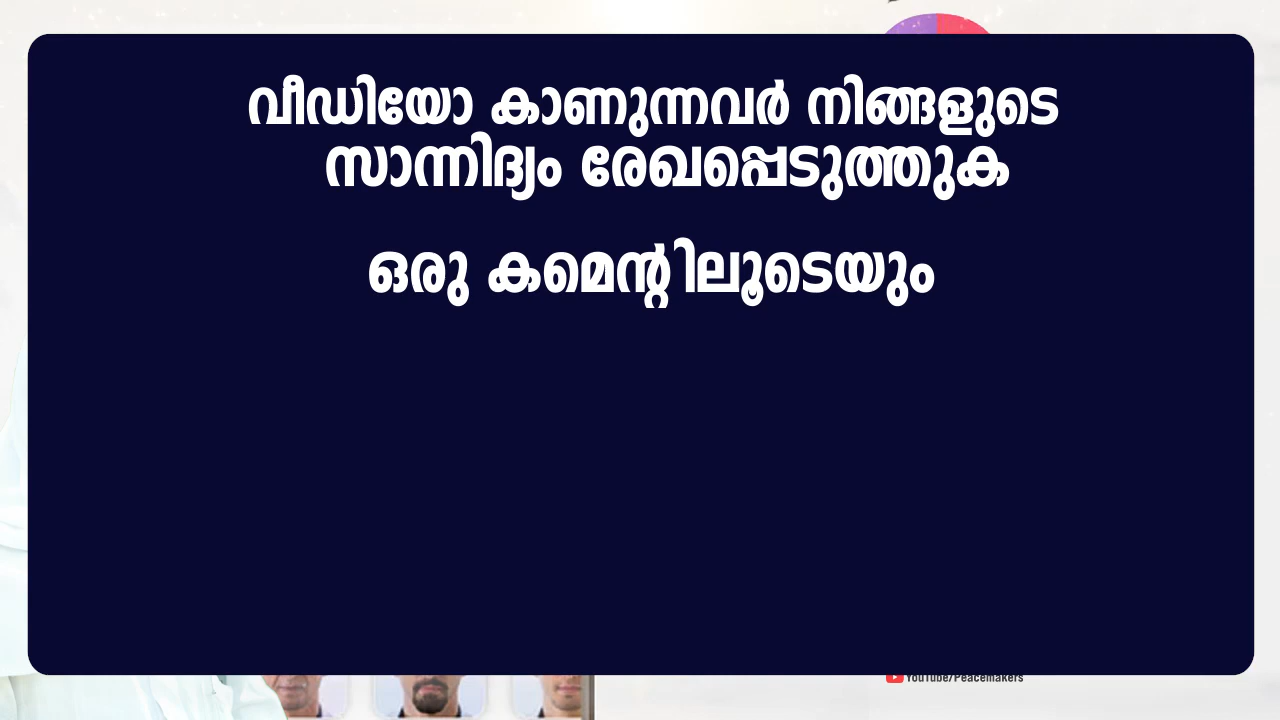 വീഡിയോ കാണുന്നവർ നിങ്ങളുടെ
സാന്നിദ്യം രേഖപ്പെടുത്തുക
ഒരു കമെന്റിലൂടെയും
YouTube/Peacemakers